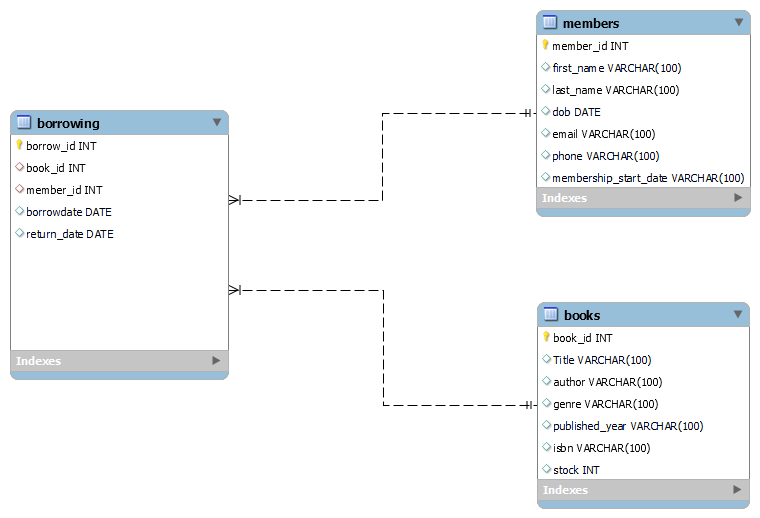 borrowing
borrow_id INT
book_id INT
member_id INT
borrowdate DATE
return_date DATE
Indexes
members
member_id INT
first_name VARCHAR(100)
last_name VARCHAR(100)
dob DATE
email VARCHAR(100)
phone VARCHAR(100)
membership_start_date VARCHAR(100)
Indexes
books
book_id INT
Title VARCHAR(100)
author VARCHAR(100)
genre VARCHAR(100)
published_year VARCHAR(100)
isbn VARCHAR(100)
stock INT
Indexes